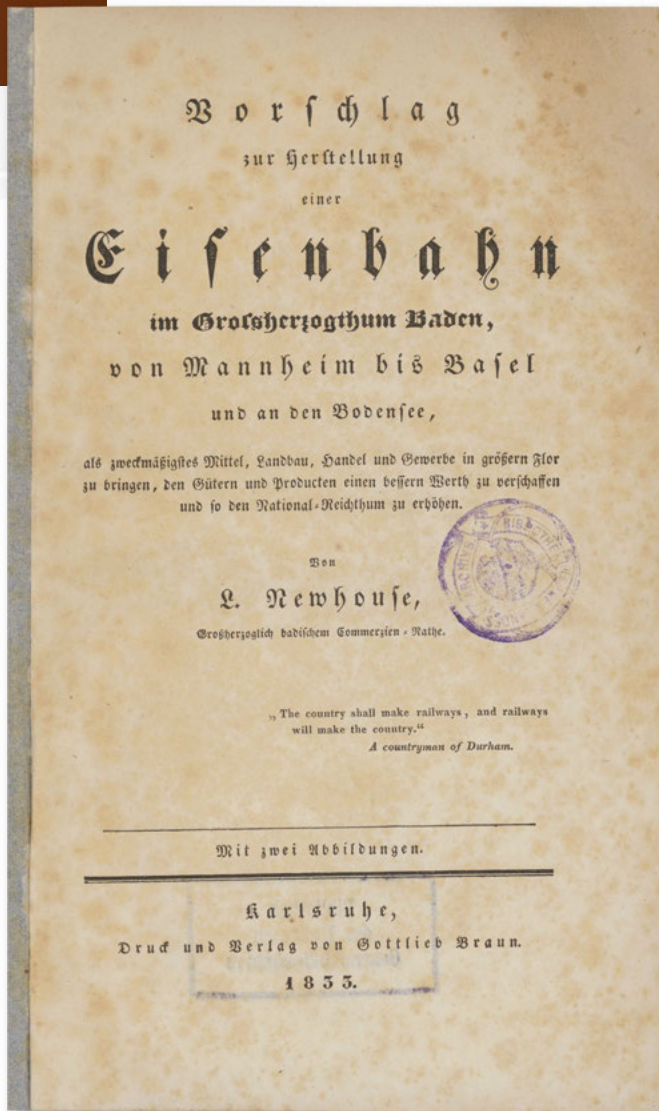 Vorschlag
zur Herstellung
einer
Eisenbahn
im Grossherzogthum Baden,
von Mannheim bis Basel
und an den Bodensee,
als zweckmäßigstes Mittel, Landbau, Handel und Gewerbe in größern Flor
zu bringen, den Gütern und Producten einen bessern Werth zu verschaffen
und so den National-Reichthum zu erhöhen.
Von
L. Newhouse,
Großherzoglich badischem Commerzien-Rathe.
„The country shall make railways, and railways
will make the country.“
A countryman of Durham.
Mit zwei Abbildungen.
Karlsruhe,
Druck und Verlag von Gottlieb Braun.
1833.